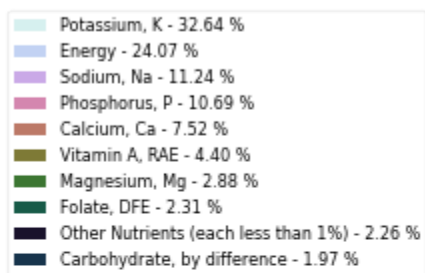 Potassium, K - 32.64 %
Energy - 24.07 %
Sodium, Na - 11.24 %
Phosphorus, P - 10.69 %
Calcium, Ca - 7.52 %
Vitamin A, RAE - 4.40 %
Magnesium, Mg - 2.88 %
Folate, DFE - 2.31 %
Other Nutrients (each less than 1%) - 2.26 %
Carbohydrate, by difference - 1.97 %